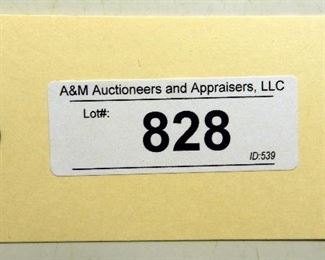 A&M Auctioneers and Appraisers, LLC
Lot#:
828
ID:539